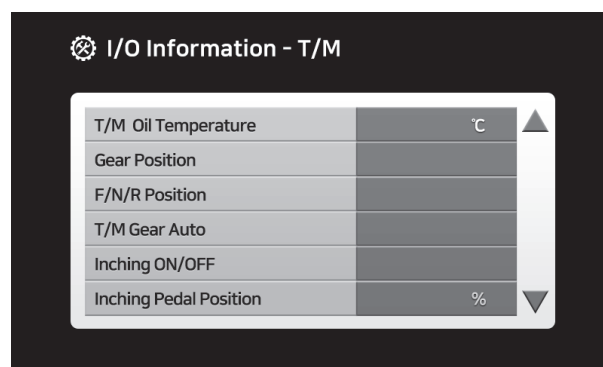 I/O Information - T/M
T/M Oil Temperature ℃
Gear Position
F/N/R Position
T/M Gear Auto
Inching ON/OFF
Inching Pedal Position %